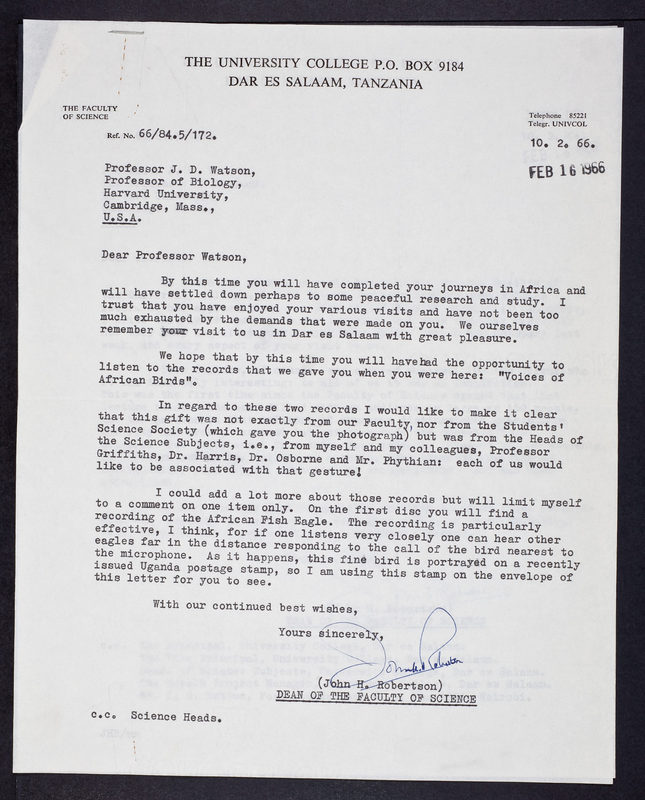 THE UNIVERSITY COLLEGE P.O. BOX 9184
DAR ES SALAAM, TANZANIA
THE FACULTY
OF SCIENCE
Telephone 85221
Telegr. UNIVCOL
Ref. No. 66/84.5/172.
10. 2. 66.
FEB 16 1966
Professor J. D. Watson,
Professor of Biology,
Harvard University,
Cambridge, Mass.,
U.S.A.
Dear Professor Watson,
By this time you will have completed your journeys in Africa and
will have settled down perhaps to some peaceful research and study. I
trust that you have enjoyed your various visits and have not been too
much exhausted by the demands that were made on you. We ourselves
remember your visit to us in Dar es Salaam with great pleasure.
We hope that by this time you will have had the opportunity to
listen to the records that we gave you when you were here: "Voices of
African Birds".
In regard to these two records I would like to make it clear
that this gift was not exactly from our Faculty, nor from the Students'
Science Society (which gave you the photograph) but was from the Heads of
the Science Subjects, i.e., from myself and my colleagues, Professor
Griffiths, Dr. Harris, Dr. Osborne and Mr. Phythian: each of us would
like to be associated with that gesture!
I could add a lot more about those records but will limit myself
to a comment on one item only. On the first disc you will find a
recording of the African Fish Eagle. The recording is particularly
effective, I think, for if one listens very closely one can hear other
eagles far in the distance responding to the call of the bird nearest to
the microphone. As it happens, this fine bird is portrayed on a recently
issued Uganda postage stamp, so I am using this stamp on the envelope of
this letter for you to see.
With our continued best wishes,
Yours sincerely,
John H. Robertson
(John H. Robertson)
DEAN OF THE FACULTY OF SCIENCE
c.c. Science Heads.